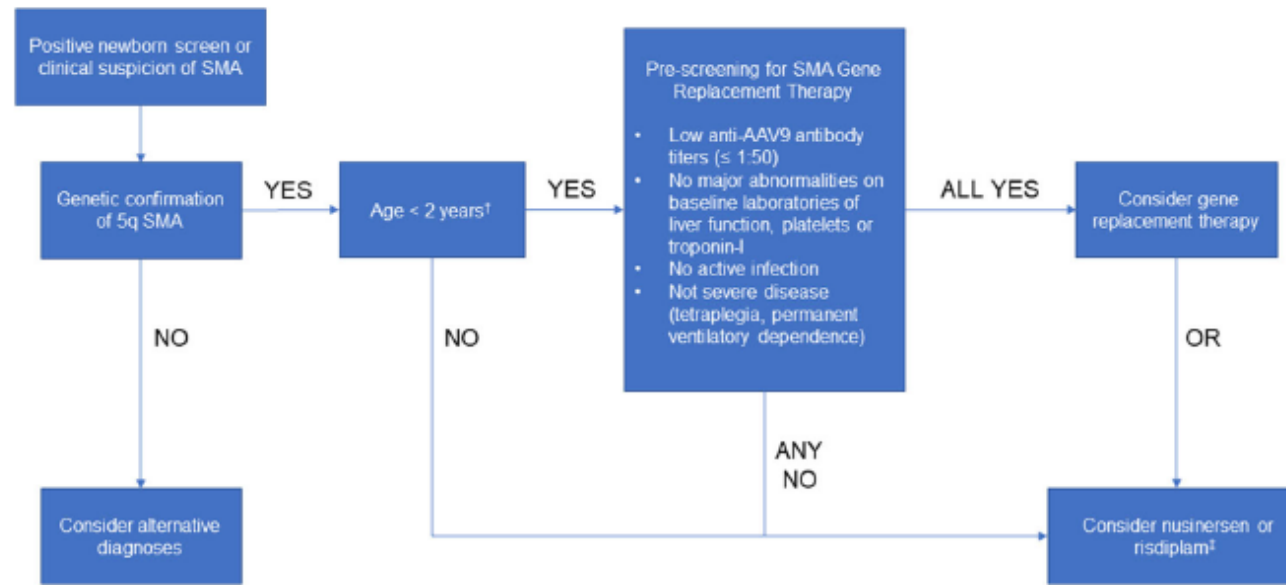 Positive newborn screen or
clinical suspicion of SMA
Genetic confirmation
of 5q SMA
YES
Age < 2 years†
YES
Pre-screening for SMA Gene
Replacement Therapy
• Low anti-AAV9 antibody
titers (≤ 1:50)
• No major abnormalities on
baseline laboratories of
liver function, platelets or
troponin-I
• No active infection
• Not severe disease
(tetraplegia, permanent
ventilatory dependence)
ALL YES
Consider gene
replacement therapy
NO
NO
OR
ANY
NO
Consider alternative
diagnoses
Consider nusinersen or
risdiplam‡